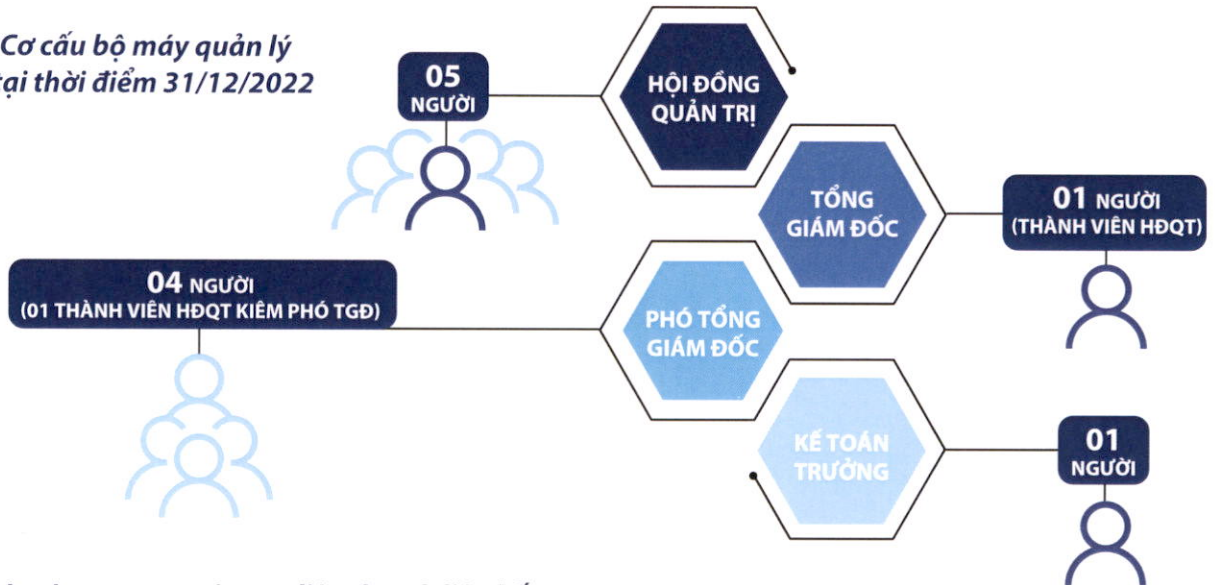 Cơ cấu bộ máy quản lý
tại thời điểm 31/12/2022
05
NGƯỜI
HỘI ĐỒNG
QUẢN TRỊ
TỔNG
GIÁM ĐỐC
01 NGƯỜI
(THÀNH VIÊN HĐQT)
04 NGƯỜI
(01 THÀNH VIÊN HĐQT KIÊM PHÓ TGĐ)
PHÓ TỔNG
GIÁM ĐỐC
KẾ TOÁN
TRƯỞNG
01
NGƯỜI